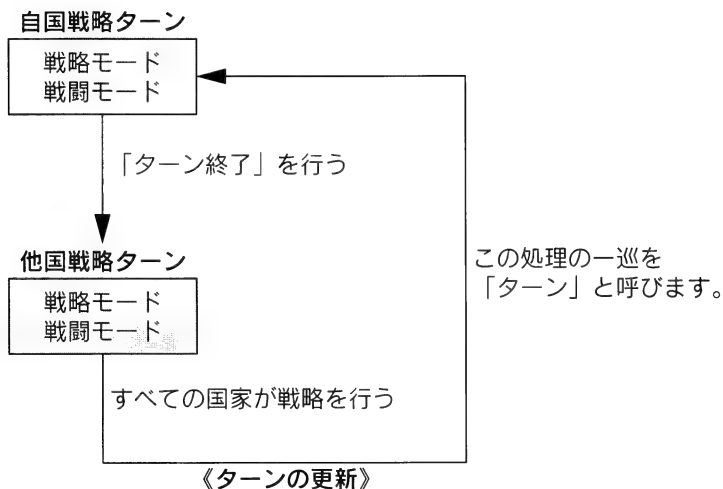 自国戦略ターン
戦略モード
戦闘モード
「ターン終了」を行う
他国戦略ターン
戦略モード
戦闘モード
この処理の一巡を
「ターン」と呼びます。
すべての国家が戦略を行う
《ターンの更新》